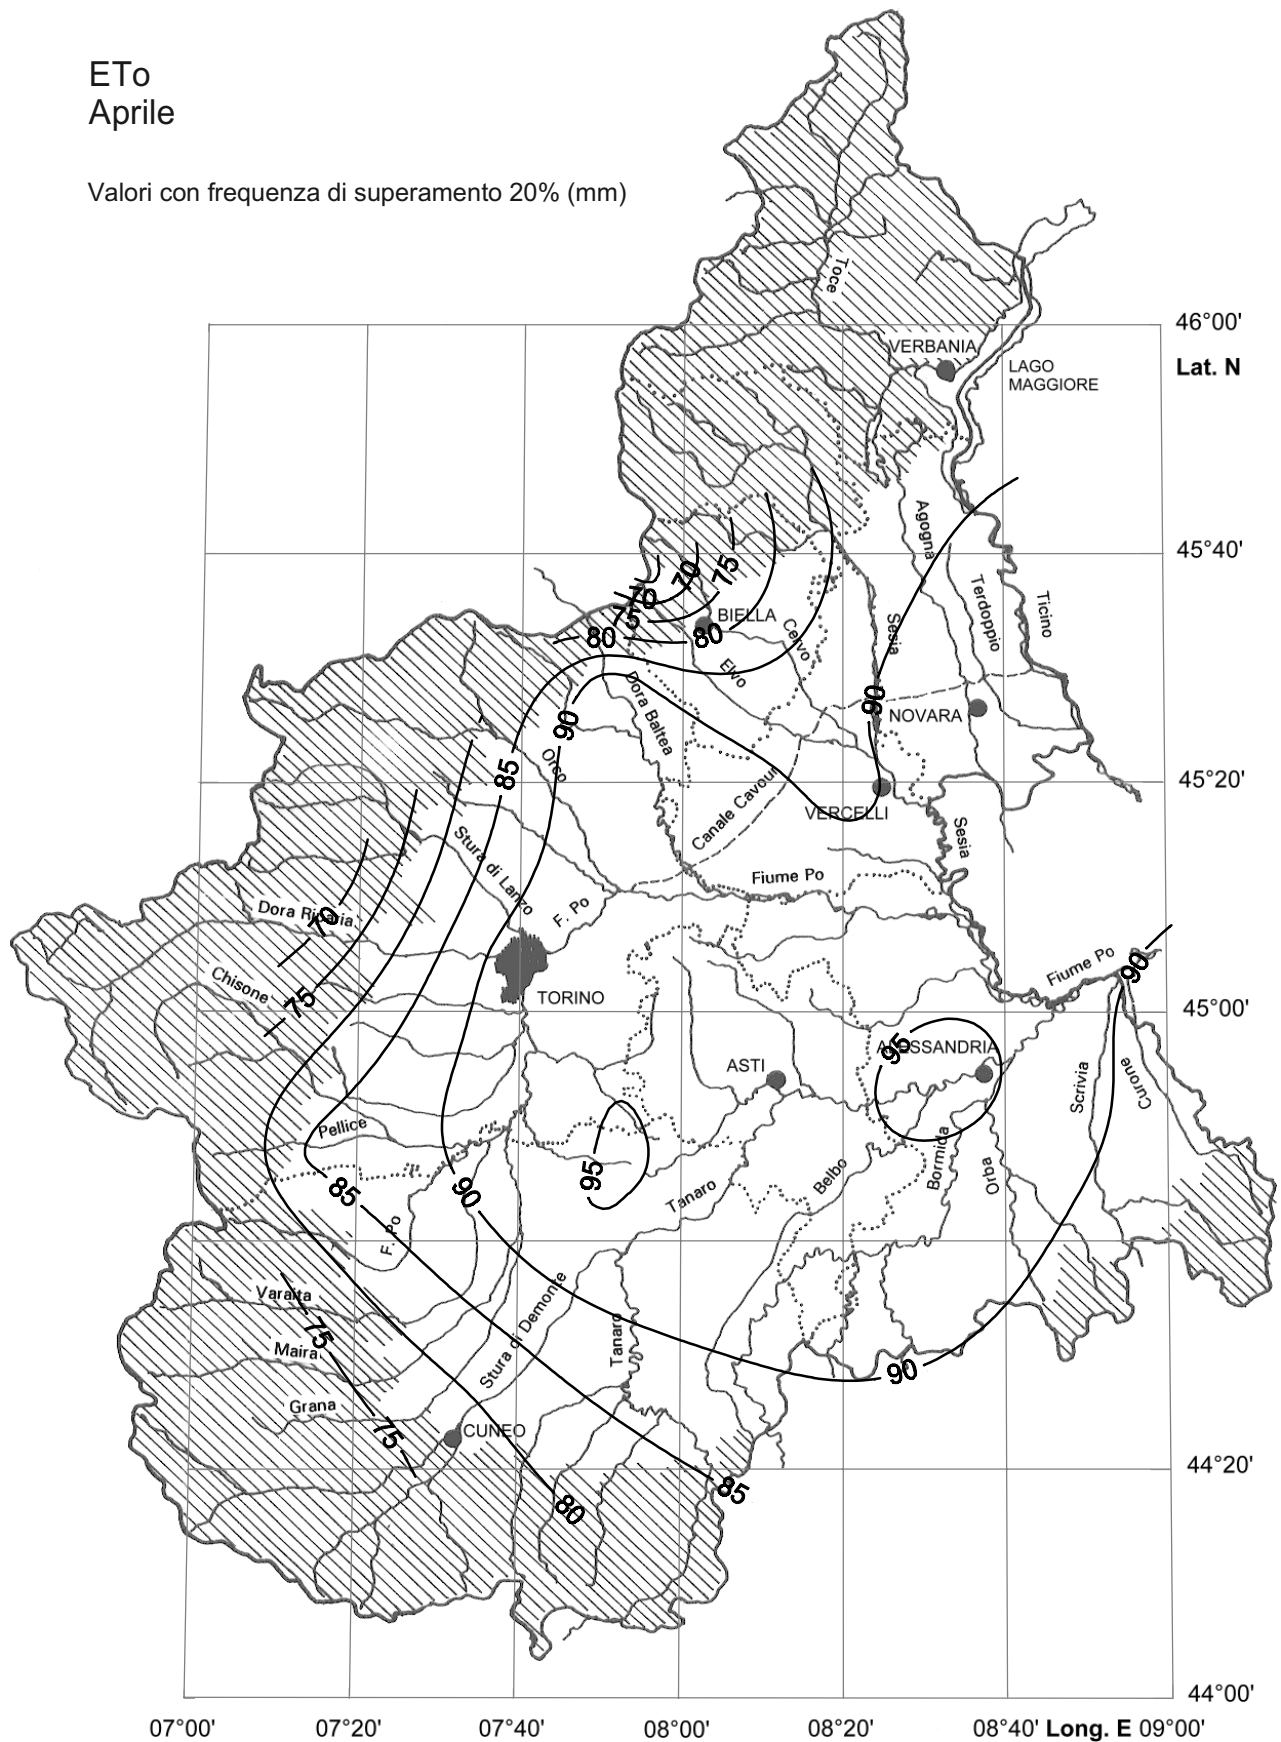 ETo
Aprile
Valori con frequenza di superamento 20% (mm)
Toce
46°00'
VERBANIA
Lat. N
LAGO
MAGGIORE
Agogna
45°40'
70
75
Terdoppio
Ticino
70
75
BIELLA
80
80
Cervo
Sesia
Elvo
Dora Baltea
90
NOVARA
90
Orco
85
45°20'
Canale Cavour
VERCELLI
Stura di Lanzo
Sesia
Fiume Po
F. Po
Dora Riparia
70
Fiume Po
90
Chisone
75
TORINO
45°00'
95
ALESSANDRIA
ASTI
Scrivia
Curone
Pellice
95
Tanaro
Belbo
Bormida
Orba
85
90
F. Po
Varaita
75
Maira
Stura di Demonte
Tanaro
90
Grana
75
CUNEO
44°20'
80
85
44°00'
07°00' 07°20' 07°40' 08°00' 08°20' 08°40' Long. E 09°00'